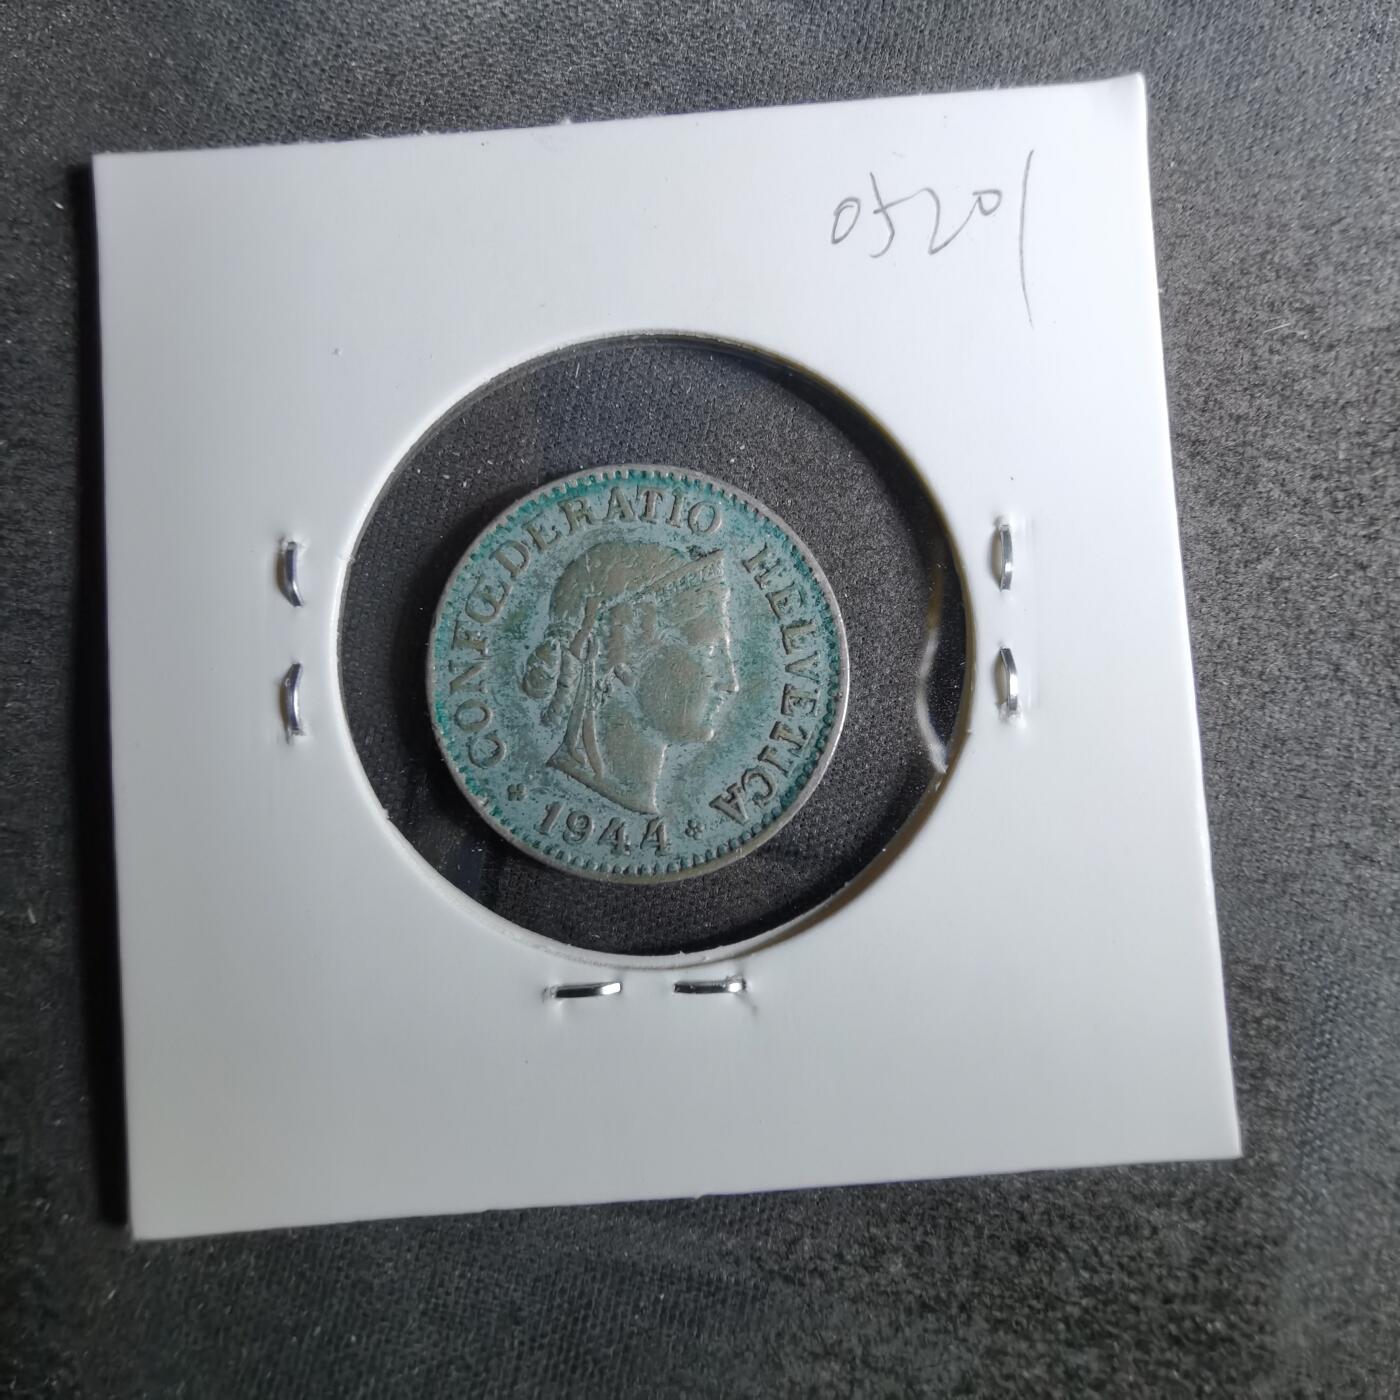 05201
CONFŒDERATIO HELVETICA
* 1944 *